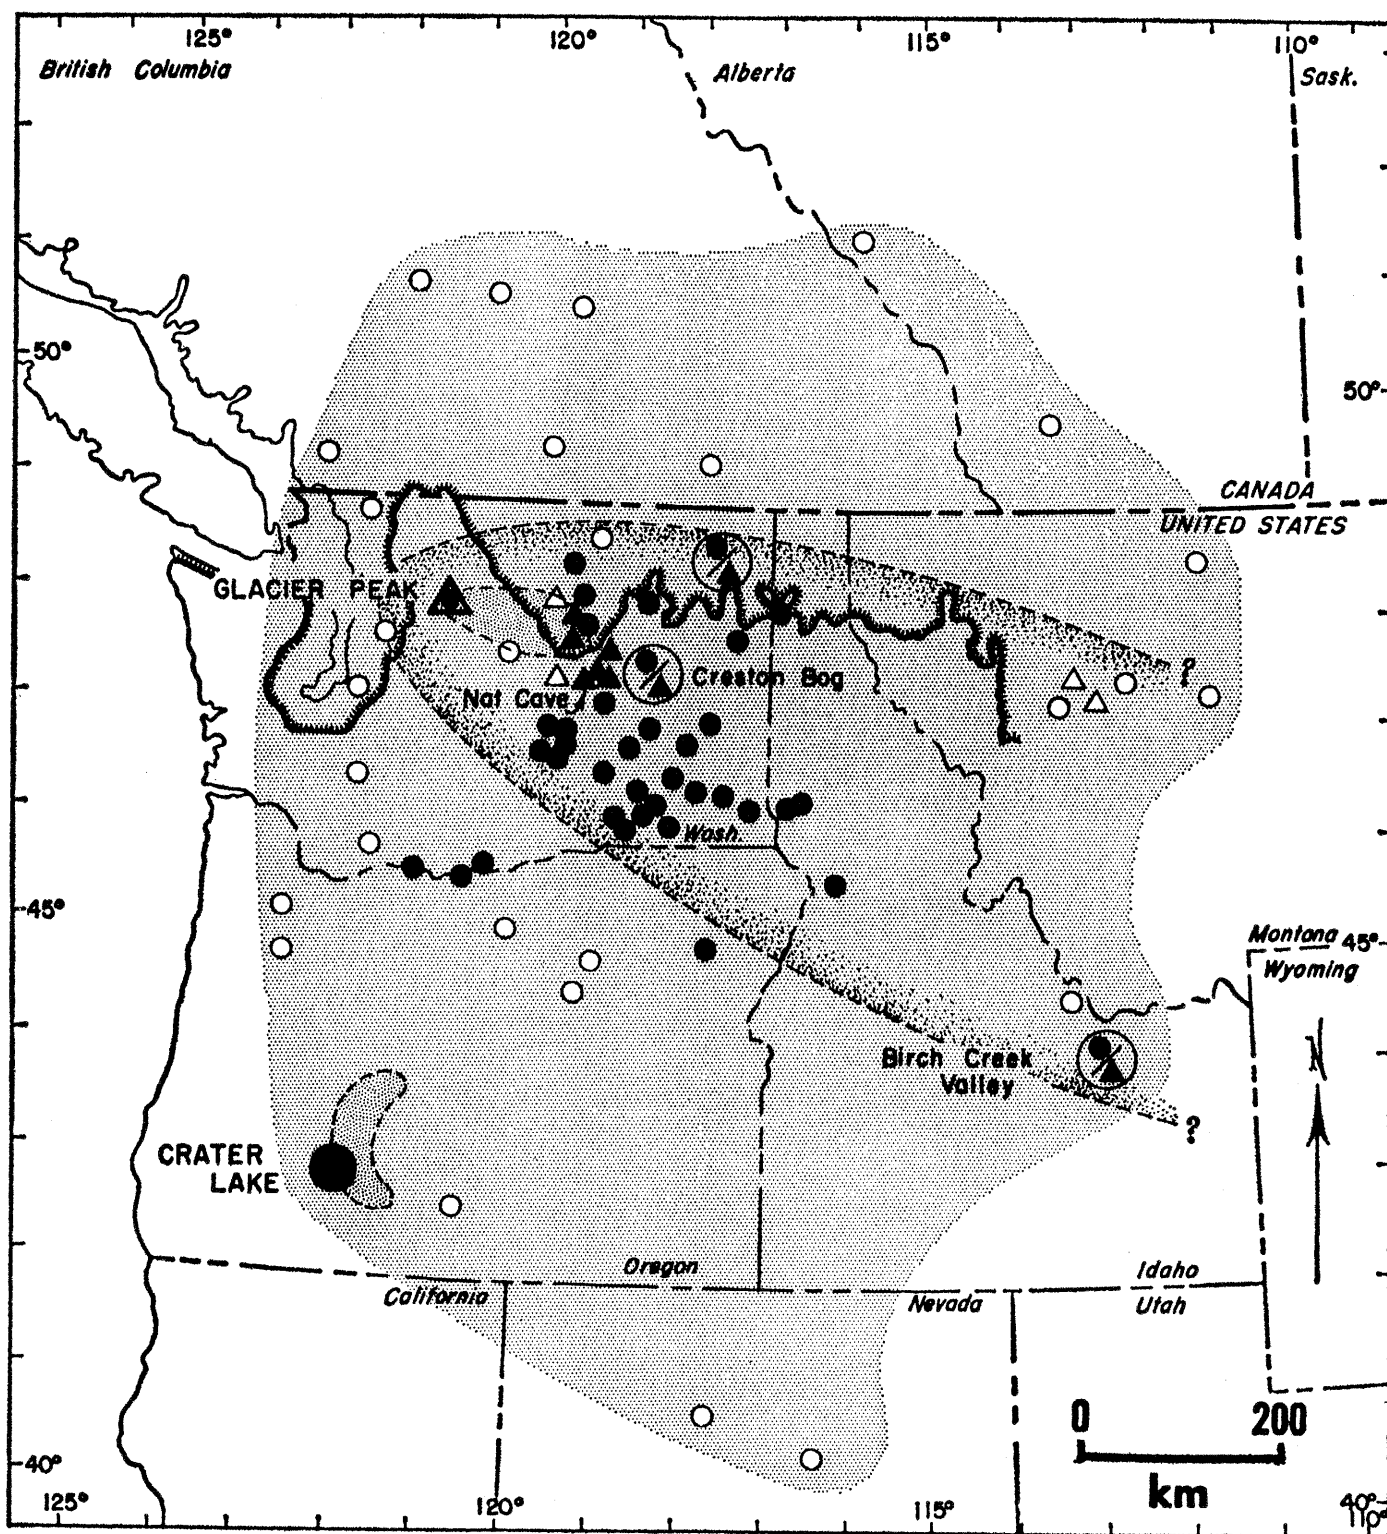 125°
120°
115°
110°
British Columbia
Alberta
Sask.
50°
50°
CANADA
UNITED STATES
GLACIER PEAK
?
Creston Bog
Nat Cave
Wash.
45°
Montana 45°
Wyoming
Birch Creek
Valley
?
CRATER
LAKE
Oregon
Idaho
California
Nevada
Utah
0 200
km
N
40°
40°
125°
120°
115°
110°